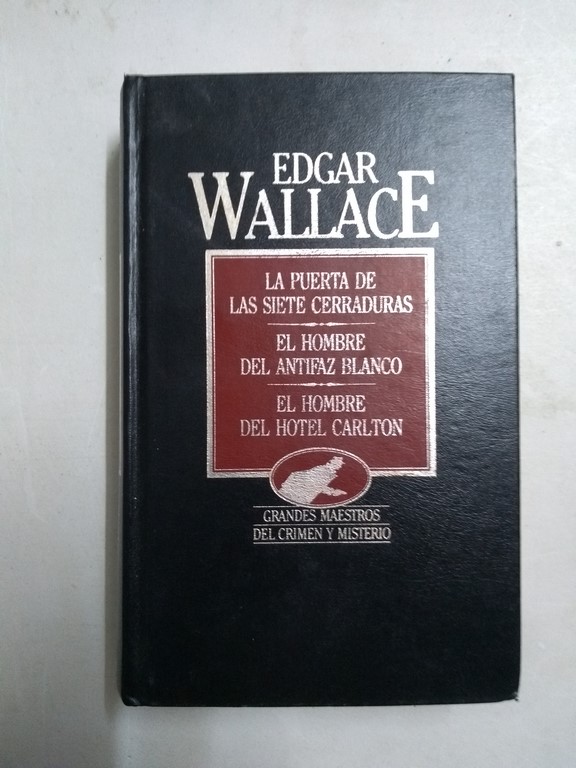 EDGAR
WALLACE
LA PUERTA DE
LAS SIETE CERRADURAS
EL HOMBRE
DEL ANTIFAZ BLANCO
EL HOMBRE
DEL HOTEL CARLTON
GRANDES MAESTROS
DEL CRIMEN Y MISTERIO